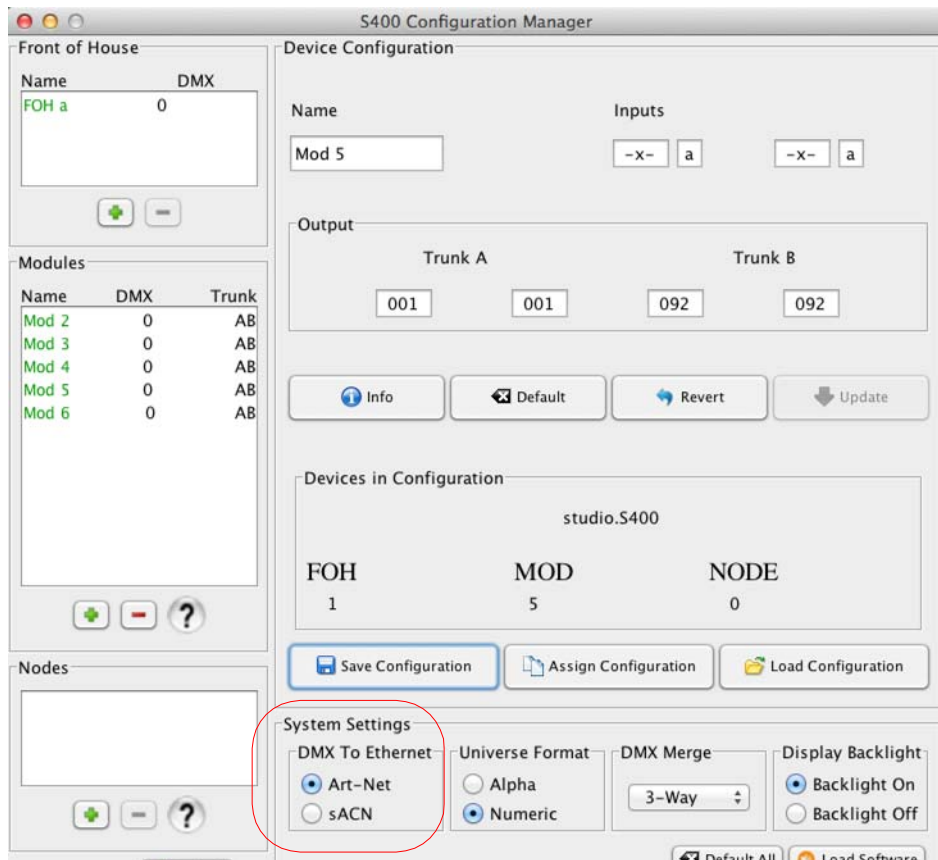 S400 Configuration Manager
Front of House
Name DMX
FOH a 0
Modules
Name DMX Trunk
Mod 2 0 AB
Mod 3 0 AB
Mod 4 0 AB
Mod 5 0 AB
Mod 6 0 AB
?
Nodes
?
Device Configuration
Name Inputs
Mod 5 -x- a -x- a
Output
Trunk A Trunk B
001 001 092 092
Info Default Revert Update
Devices in Configuration
studio.S400
FOH MOD NODE
1 5 0
Save Configuration Assign Configuration Load Configuration
System Settings
DMX To Ethernet Universe Format DMX Merge Display Backlight
Art-Net Alpha 3-Way Backlight On
sACN Numeric Backlight Off
Default All Load Software